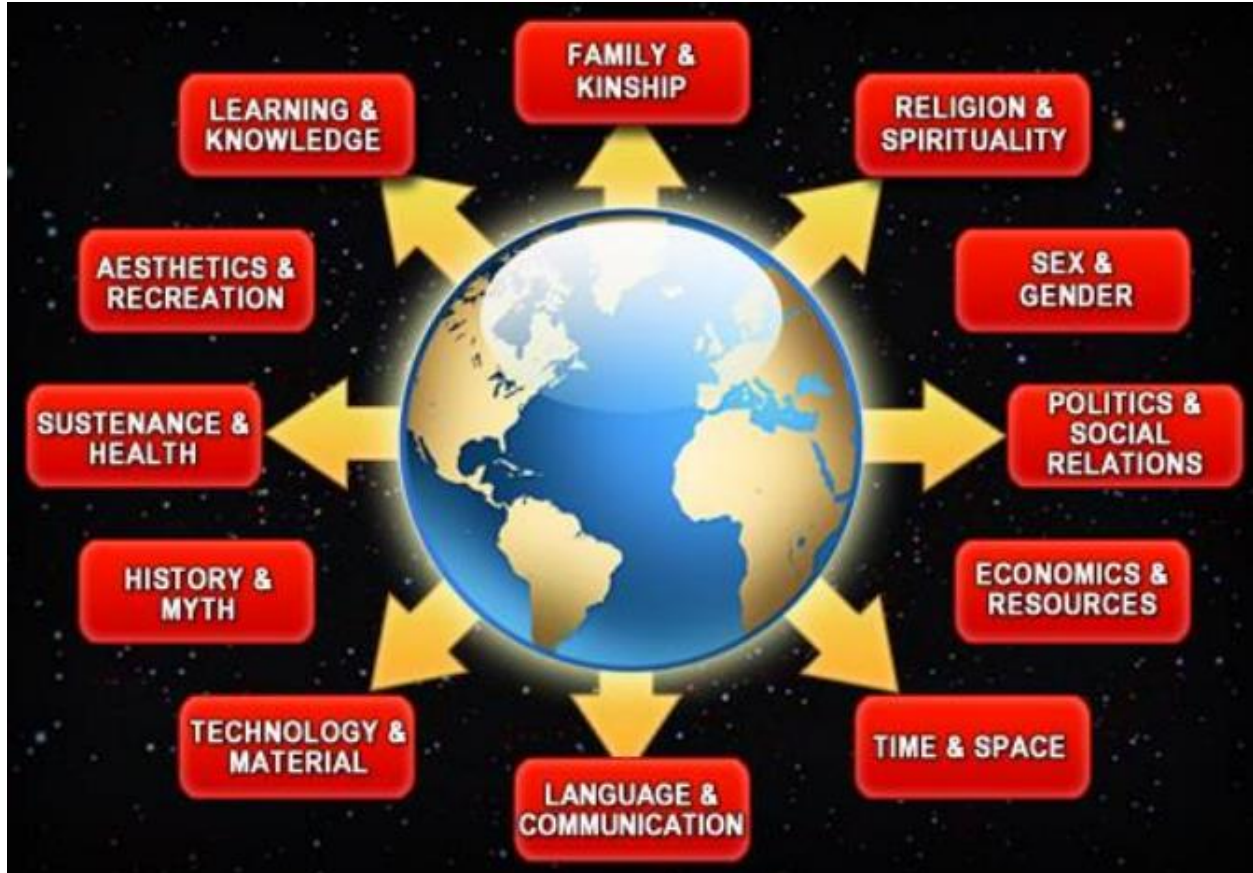 FAMILY &
KINSHIP
LEARNING &
KNOWLEDGE
RELIGION &
SPIRITUALITY
AESTHETICS &
RECREATION
SEX &
GENDER
SUSTENANCE &
HEALTH
POLITICS &
SOCIAL
RELATIONS
HISTORY &
MYTH
ECONOMICS &
RESOURCES
TECHNOLOGY &
MATERIAL
TIME & SPACE
LANGUAGE &
COMMUNICATION